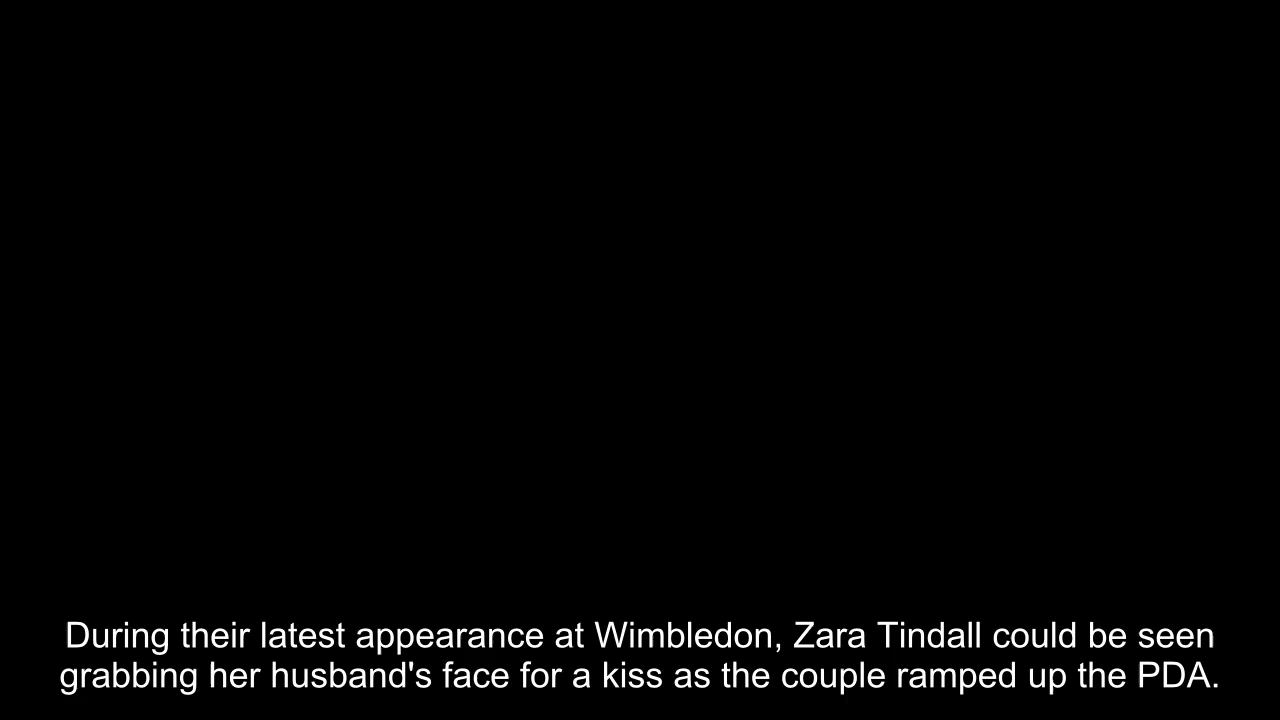 During their latest appearance at Wimbledon, Zara Tindall could be seen
grabbing her husband's face for a kiss as the couple ramped up the PDA.